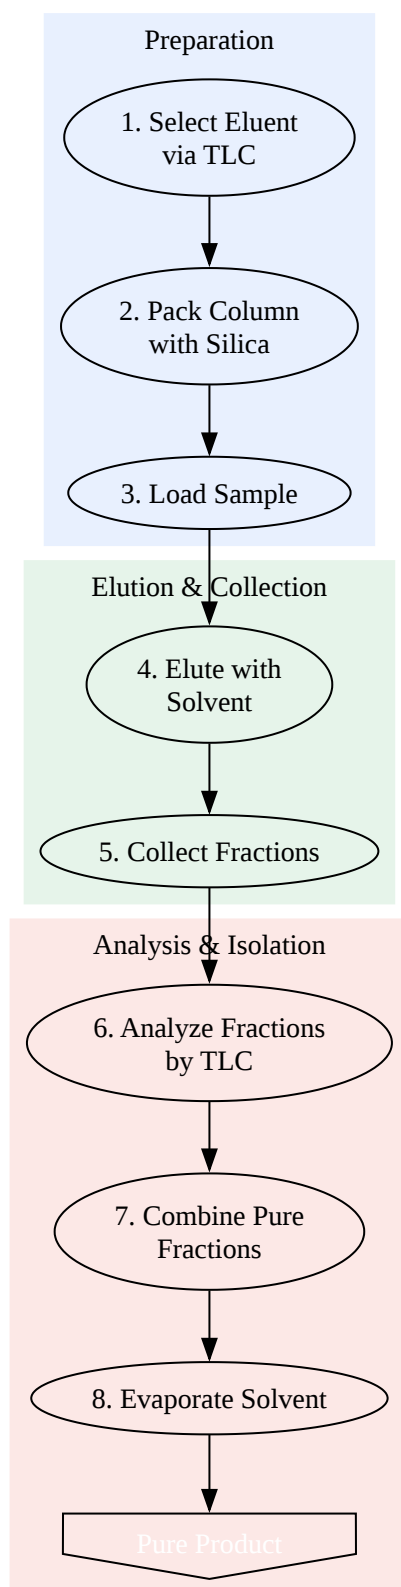 Preparation
1. Select Eluent
via TLC
2. Pack Column
with Silica
3. Load Sample
Elution & Collection
4. Elute with
Solvent
5. Collect Fractions
Analysis & Isolation
6. Analyze Fractions
by TLC
7. Combine Pure
Fractions
8. Evaporate Solvent
Pure Product